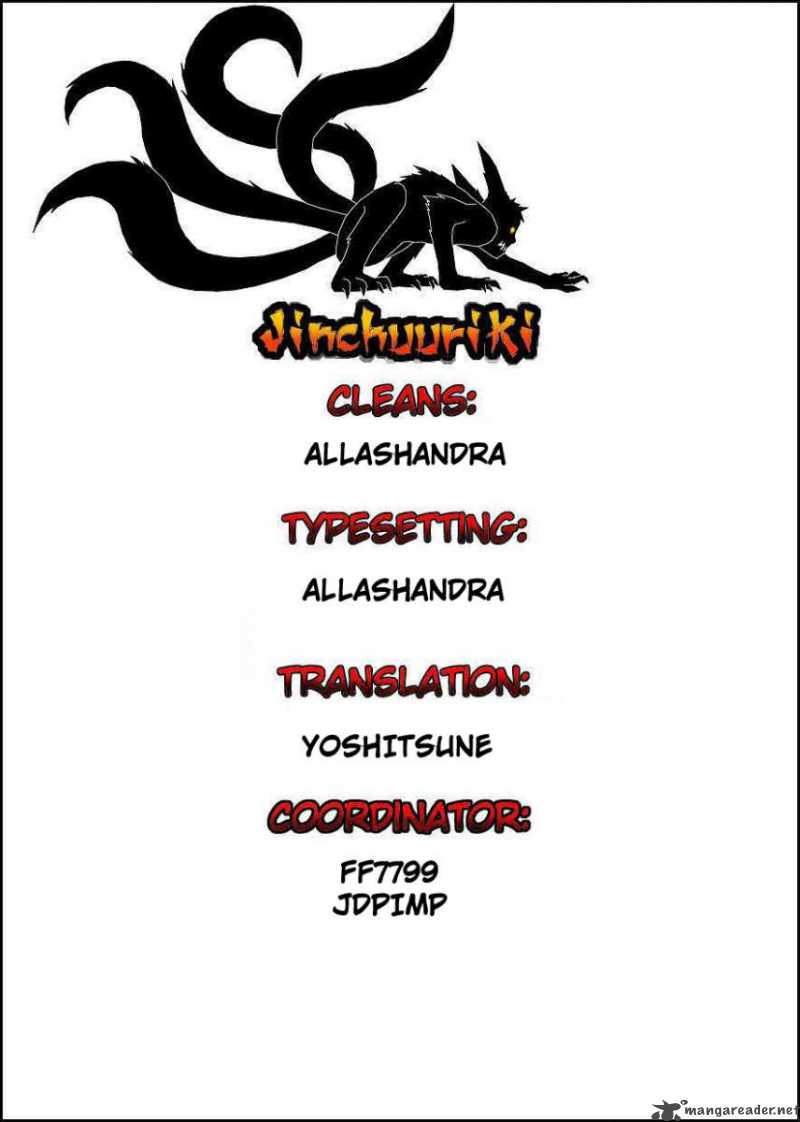 Jinchuuriki
CLEANS:
ALLASHANDRA
TYPESETTING:
ALLASHANDRA
TRANSLATION:
YOSHITSUNE
COORDINATOR:
FF7799
JDPIMP
mangareader.net